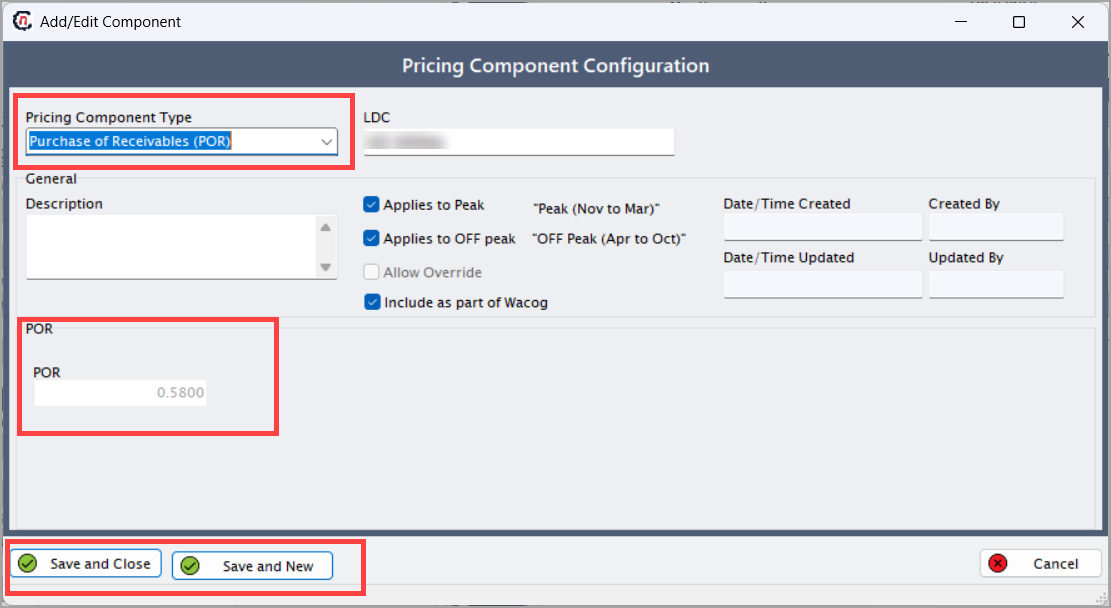 Add/Edit Component
Pricing Component Configuration
Pricing Component Type
Purchase of Receivables (POR)
LDC
General
Description
Applies to Peak
"Peak (Nov to Mar)"
Applies to OFF peak
"OFF Peak (Apr to Oct)"
Allow Override
Include as part of Wacog
Date/Time Created
Created By
Date/Time Updated
Updated By
POR
POR
0.5800
Save and Close
Save and New
Cancel